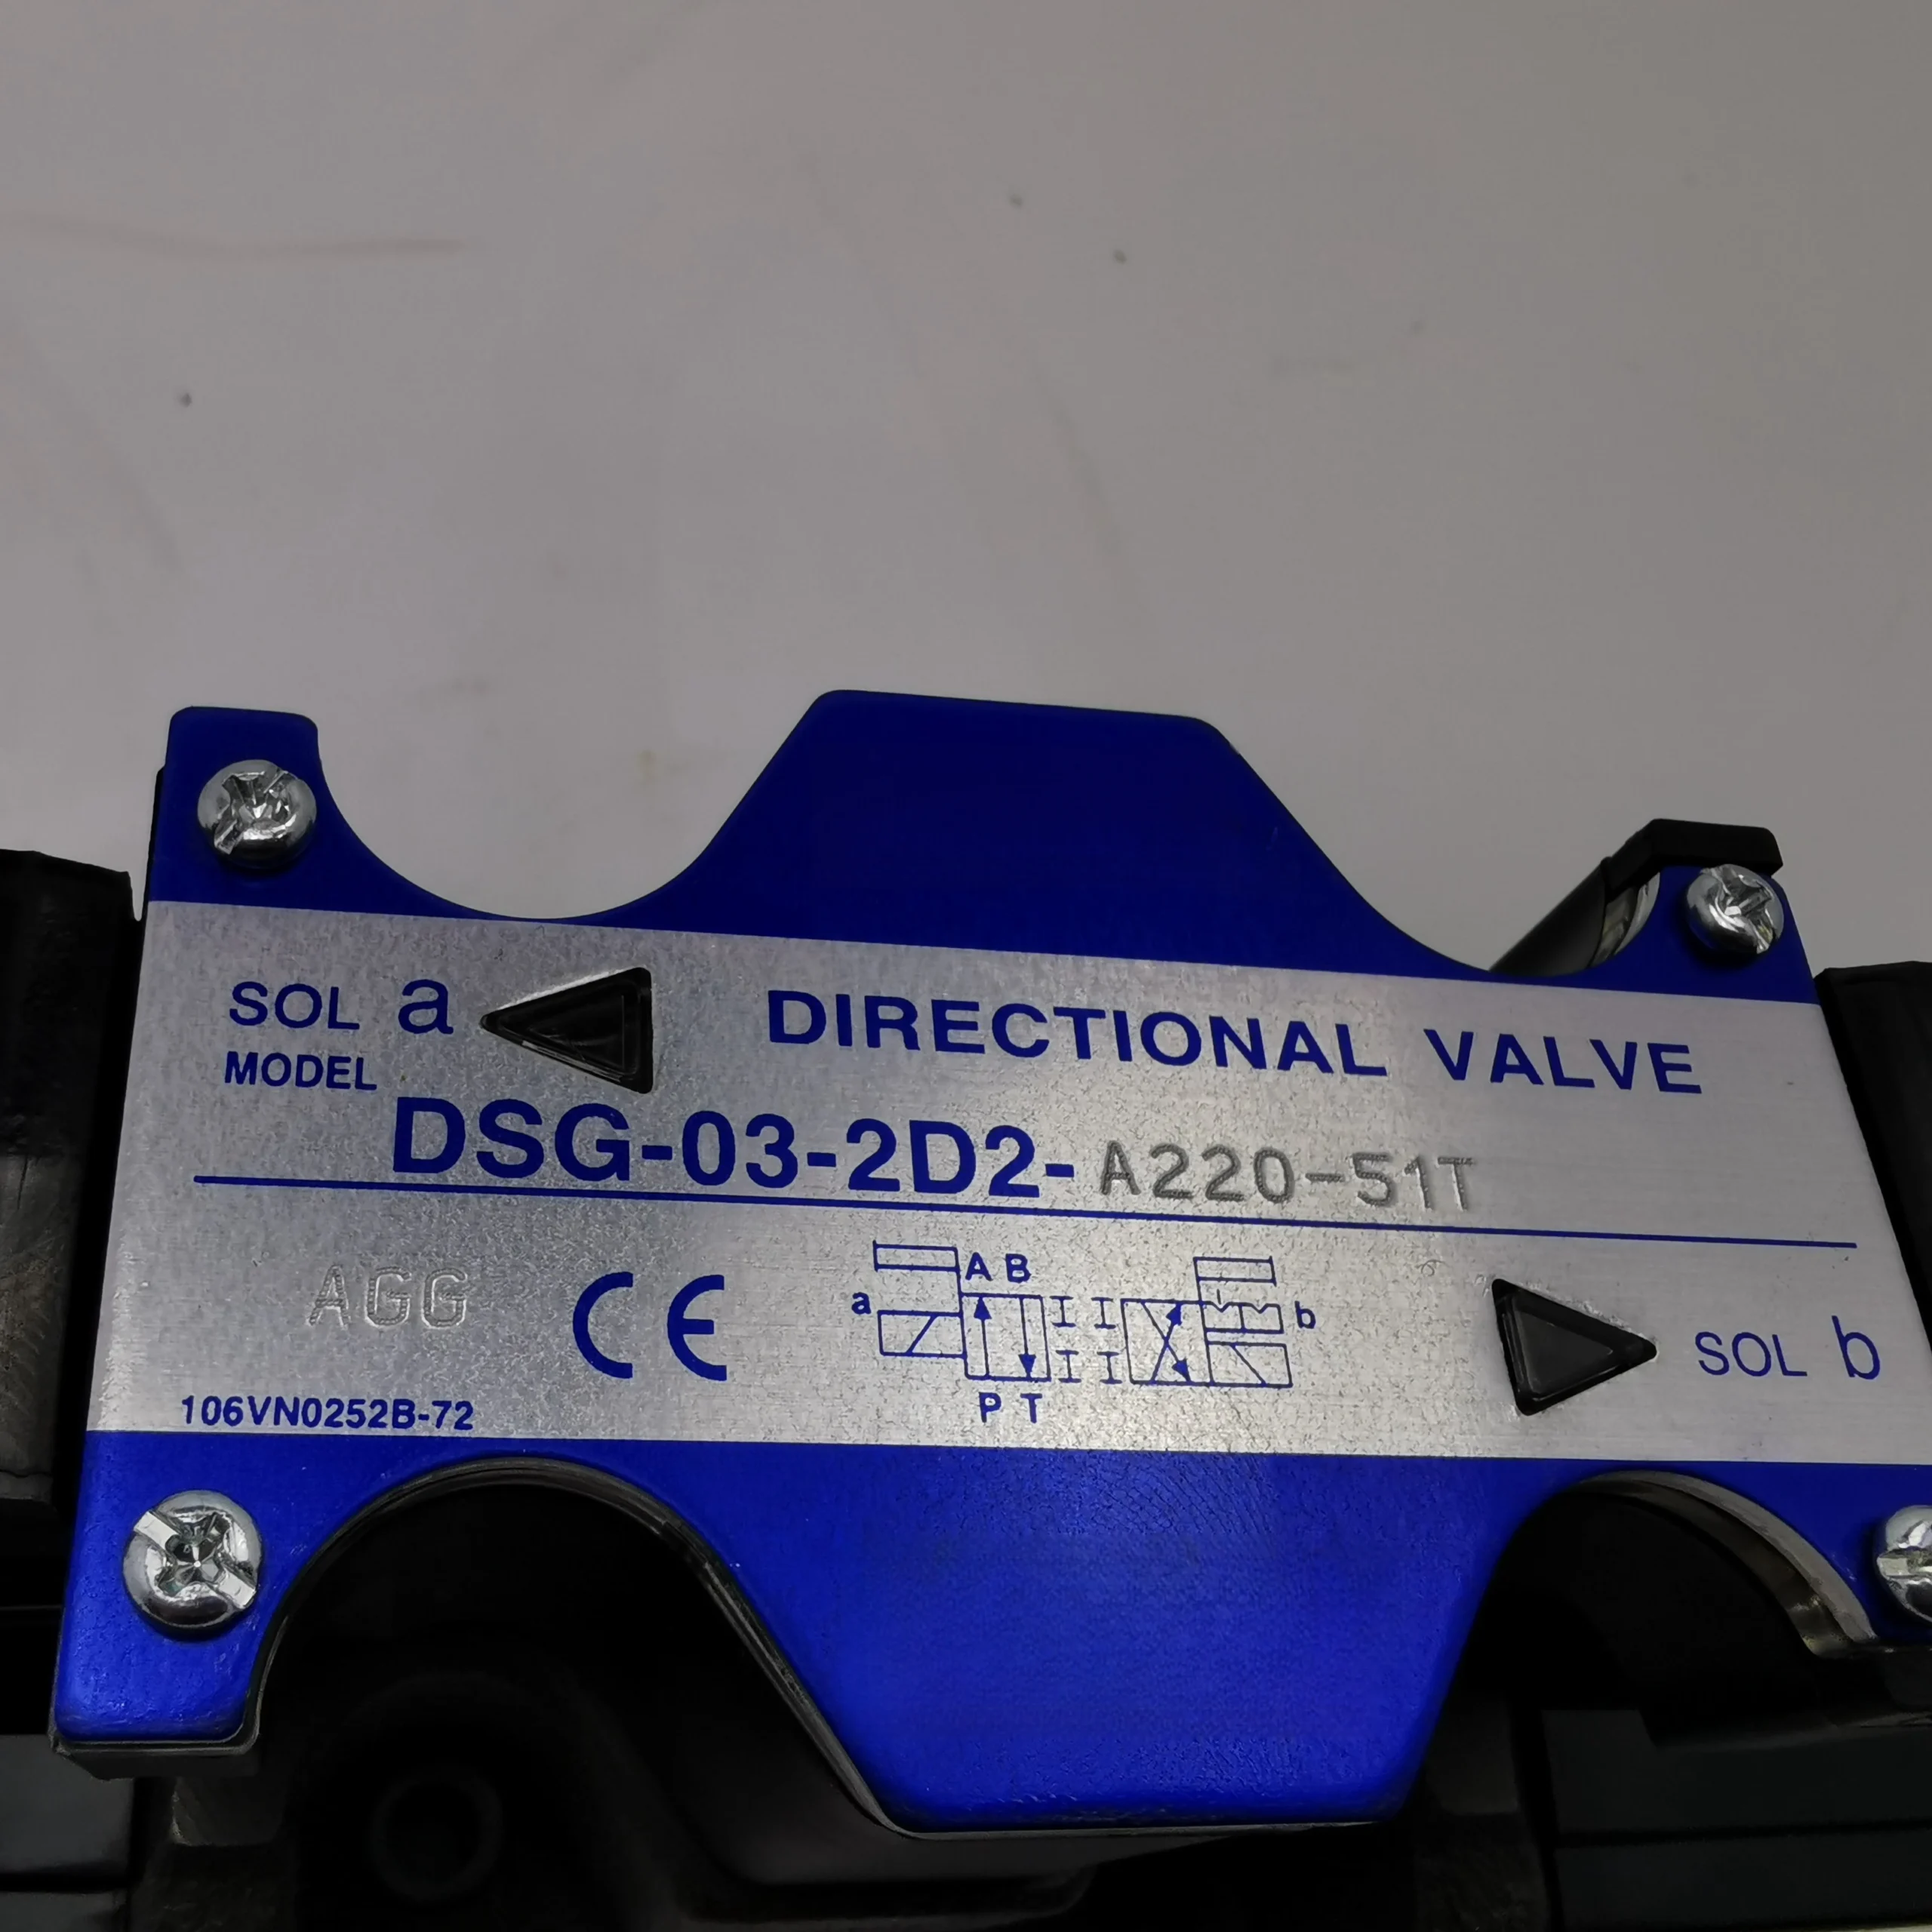 SOL a
DIRECTIONAL VALVE
MODEL
DSG-03-2D2-A220-51T
AGG
CE
A B
a
b
P T
SOL b
106VN0252B-72